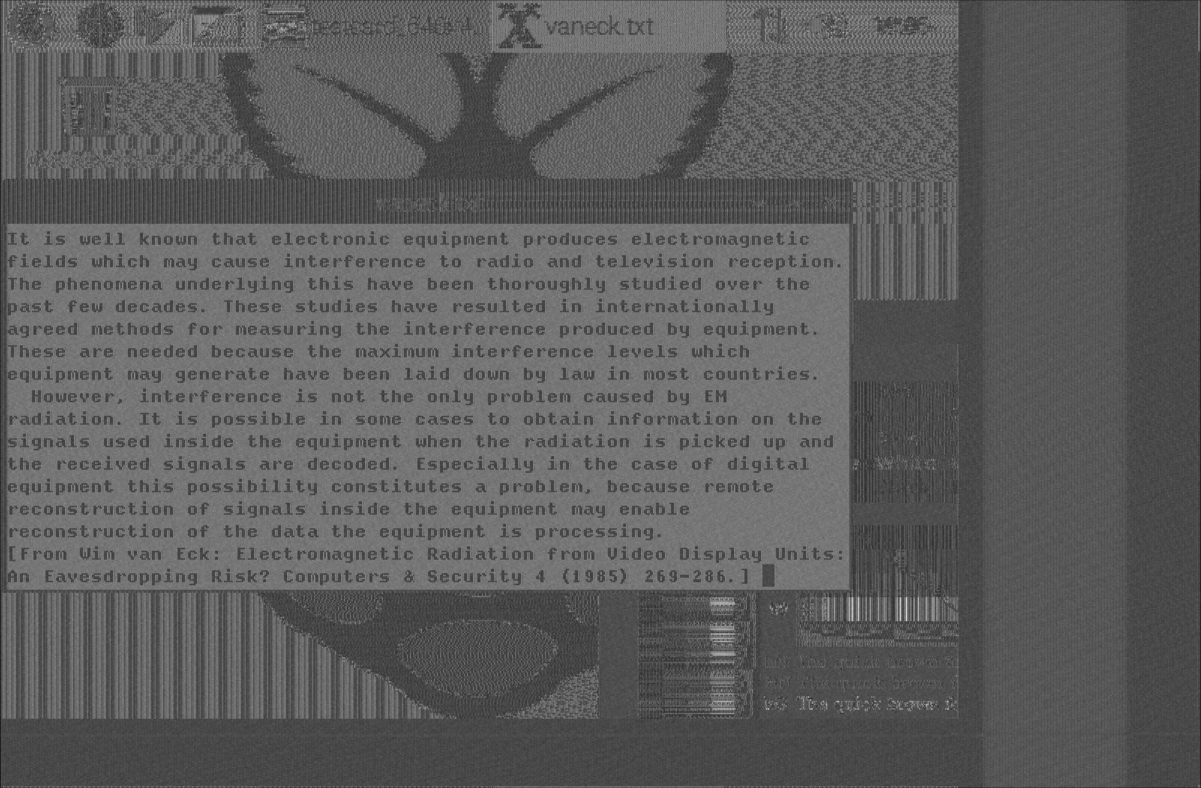 testcard_640x4
vaneck.txt
vaneck.txt
It is well known that electronic equipment produces electromagnetic
fields which may cause interference to radio and television reception.
The phenomena underlying this have been thoroughly studied over the
past few decades. These studies have resulted in internationally
agreed methods for measuring the interference produced by equipment.
These are needed because the maximum interference levels which
equipment may generate have been laid down by law in most countries.
However, interference is not the only problem caused by EM
radiation. It is possible in some cases to obtain information on the
signals used inside the equipment when the radiation is picked up and
the received signals are decoded. Especially in the case of digital
equipment this possibility constitutes a problem, because remote
reconstruction of signals inside the equipment may enable
reconstruction of the data the equipment is processing.
[From Wim van Eck: Electromagnetic Radiation from Video Display Units:
An Eavesdropping Risk? Computers & Security 4 (1985) 269-286.]
The quick brown
The quick brown
The quick brown